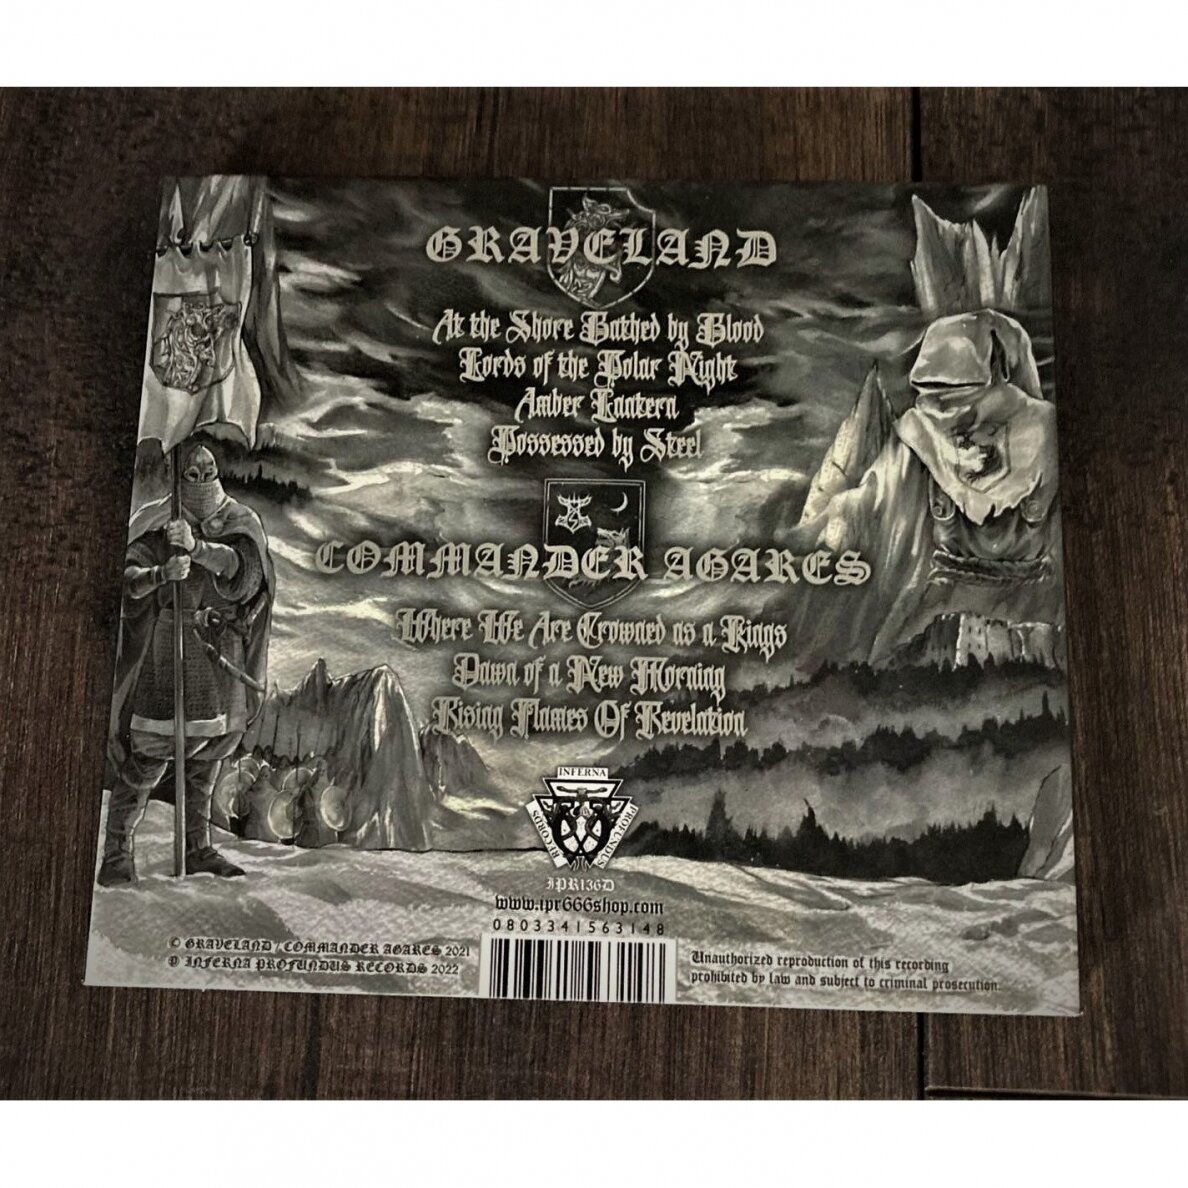 GRAVELAND
At the Shore Bathed by Blood
Lords of the Polar Night
Amber Lantern
Possessed by Steel
COMMANDER AGARES
Where We Are Crowned as a Kings
Dawn of a New Morning
Rising Flames Of Revelation
INFERNA
PROFUNDUS
RECORDS
IPR136D
www.ipr666shop.com
0803341563148
© GRAVELAND / COMMANDER AGARES 2021
℗ INFERNA PROFUNDUS RECORDS 2022
Unauthorized reproduction of this recording
prohibited by law and subject to criminal prosecution.